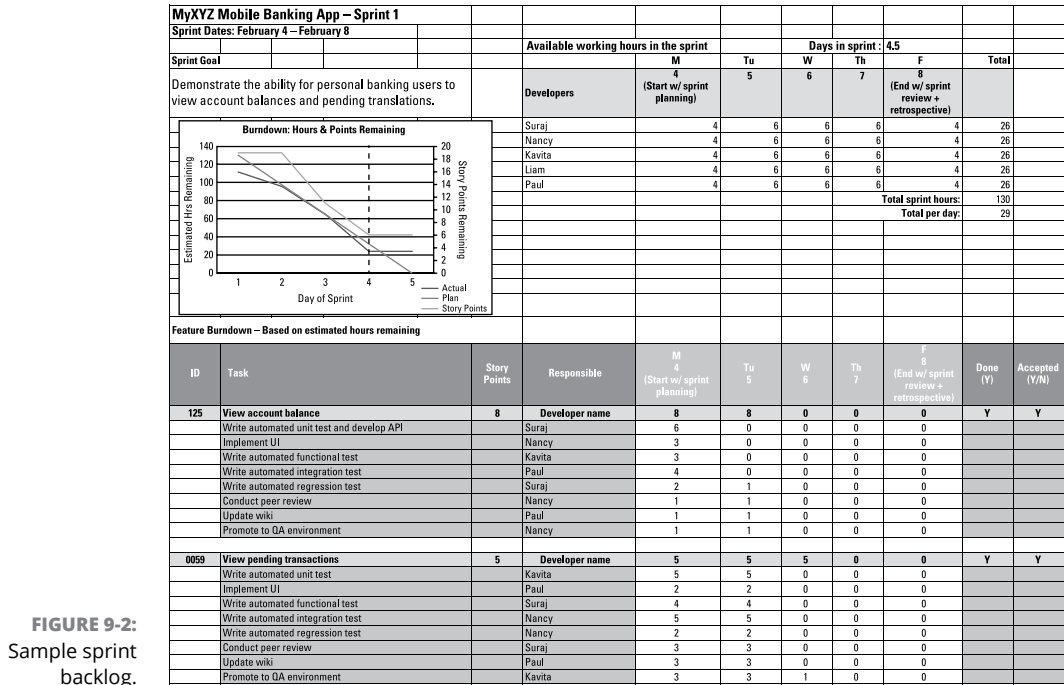 MyXYZ Mobile Banking App – Sprint 1
Sprint Dates: February 4 – February 8
Available working hours in the sprint Days in sprint : 4.5
Sprint Goal M Tu W Th F Total
Demonstrate the ability for personal banking users to
view account balances and pending translations.
Developers
4
(Start w/ sprint
planning)
5 6 7
8
(End w/ sprint
review +
retrospective)
Suraj 4 6 6 6 4 26
Nancy 4 6 6 6 4 26
Kavita 4 6 6 6 4 26
Liam 4 6 6 6 4 26
Paul 4 6 6 6 4 26
Total sprint hours: 130
Total per day: 29
Burndown: Hours & Points Remaining
Estimated Hrs Remaining
140
120
100
80
60
40
20
0
1 2 3 4 5
Day of Sprint
20
18
16
14
12
10
8
6
4
2
0
Story Points Remaining
Actual
Plan
Story Points
Feature Burndown – Based on estimated hours remaining
ID Task
Story
Points
Responsible
M
4
(Start w/ sprint
planning)
Tu
5
W
6
Th
7
F
8
(End w/ sprint
review +
retrospective)
Done
(Y)
Accepted
(Y/N)
125 View account balance 8 Developer name 8 8 0 0 0 Y Y
Write automated unit test and develop API Suraj 6 0 0 0 0
Implement UI Nancy 3 0 0 0 0
Write automated functional test Kavita 3 0 0 0 0
Write automated integration test Paul 4 0 0 0 0
Write automated regression test Suraj 2 1 0 0 0
Conduct peer review Nancy 1 1 0 0 0
Update wiki Paul 1 1 0 0 0
Promote to QA environment Nancy 1 1 0 0 0
0059 View pending transactions 5 Developer name 5 5 5 0 0 Y Y
Write automated unit test Kavita 5 5 0 0 0
Implement UI Paul 2 2 0 0 0
Write automated functional test Suraj 4 4 0 0 0
Write automated integration test Nancy 5 5 0 0 0
Write automated regression test Nancy 2 2 0 0 0
Conduct peer review Suraj 3 3 0 0 0
Update wiki Paul 3 3 0 0 0
Promote to QA environment Kavita 3 3 1 0 0
FIGURE 9-2:
Sample sprint
backlog.